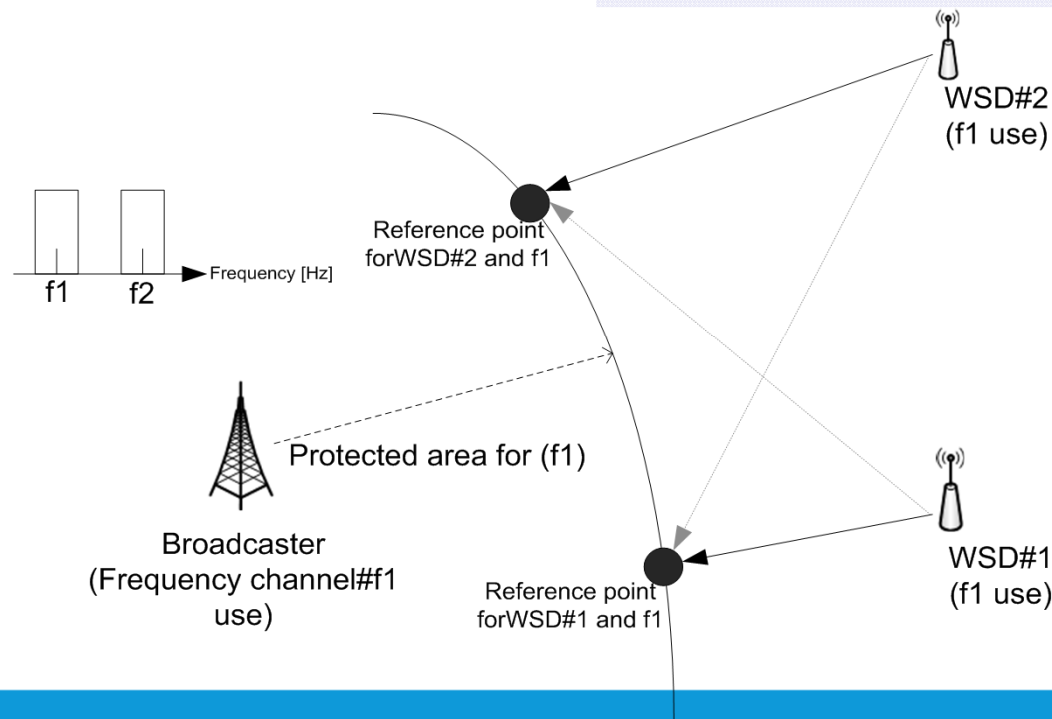 WSD#2
(f1 use)
Reference point
forWSD#2 and f1
Frequency [Hz]
f1
f2
Protected area for (f1)
Broadcaster
(Frequency channel#f1
use)
Reference point
forWSD#1 and f1
WSD#1
(f1 use)